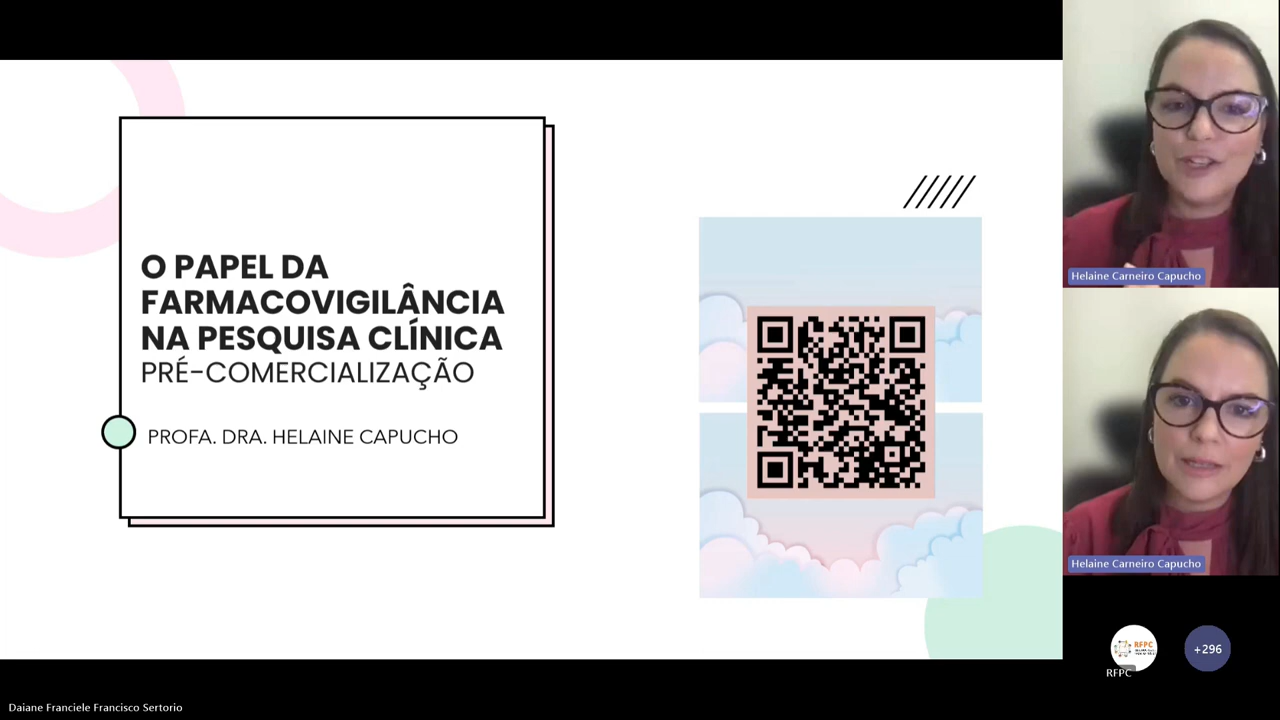 O PAPEL DA
FARMACOVIGILÂNCIA
NA PESQUISA CLÍNICA
PRÉ-COMERCIALIZAÇÃO
PROFA. DRA. HELAINE CAPUCHO
Helaine Carneiro Capucho
Helaine Carneiro Capucho
RFPC
+296
RFPC
Daiane Franciele Francisco Sertorio